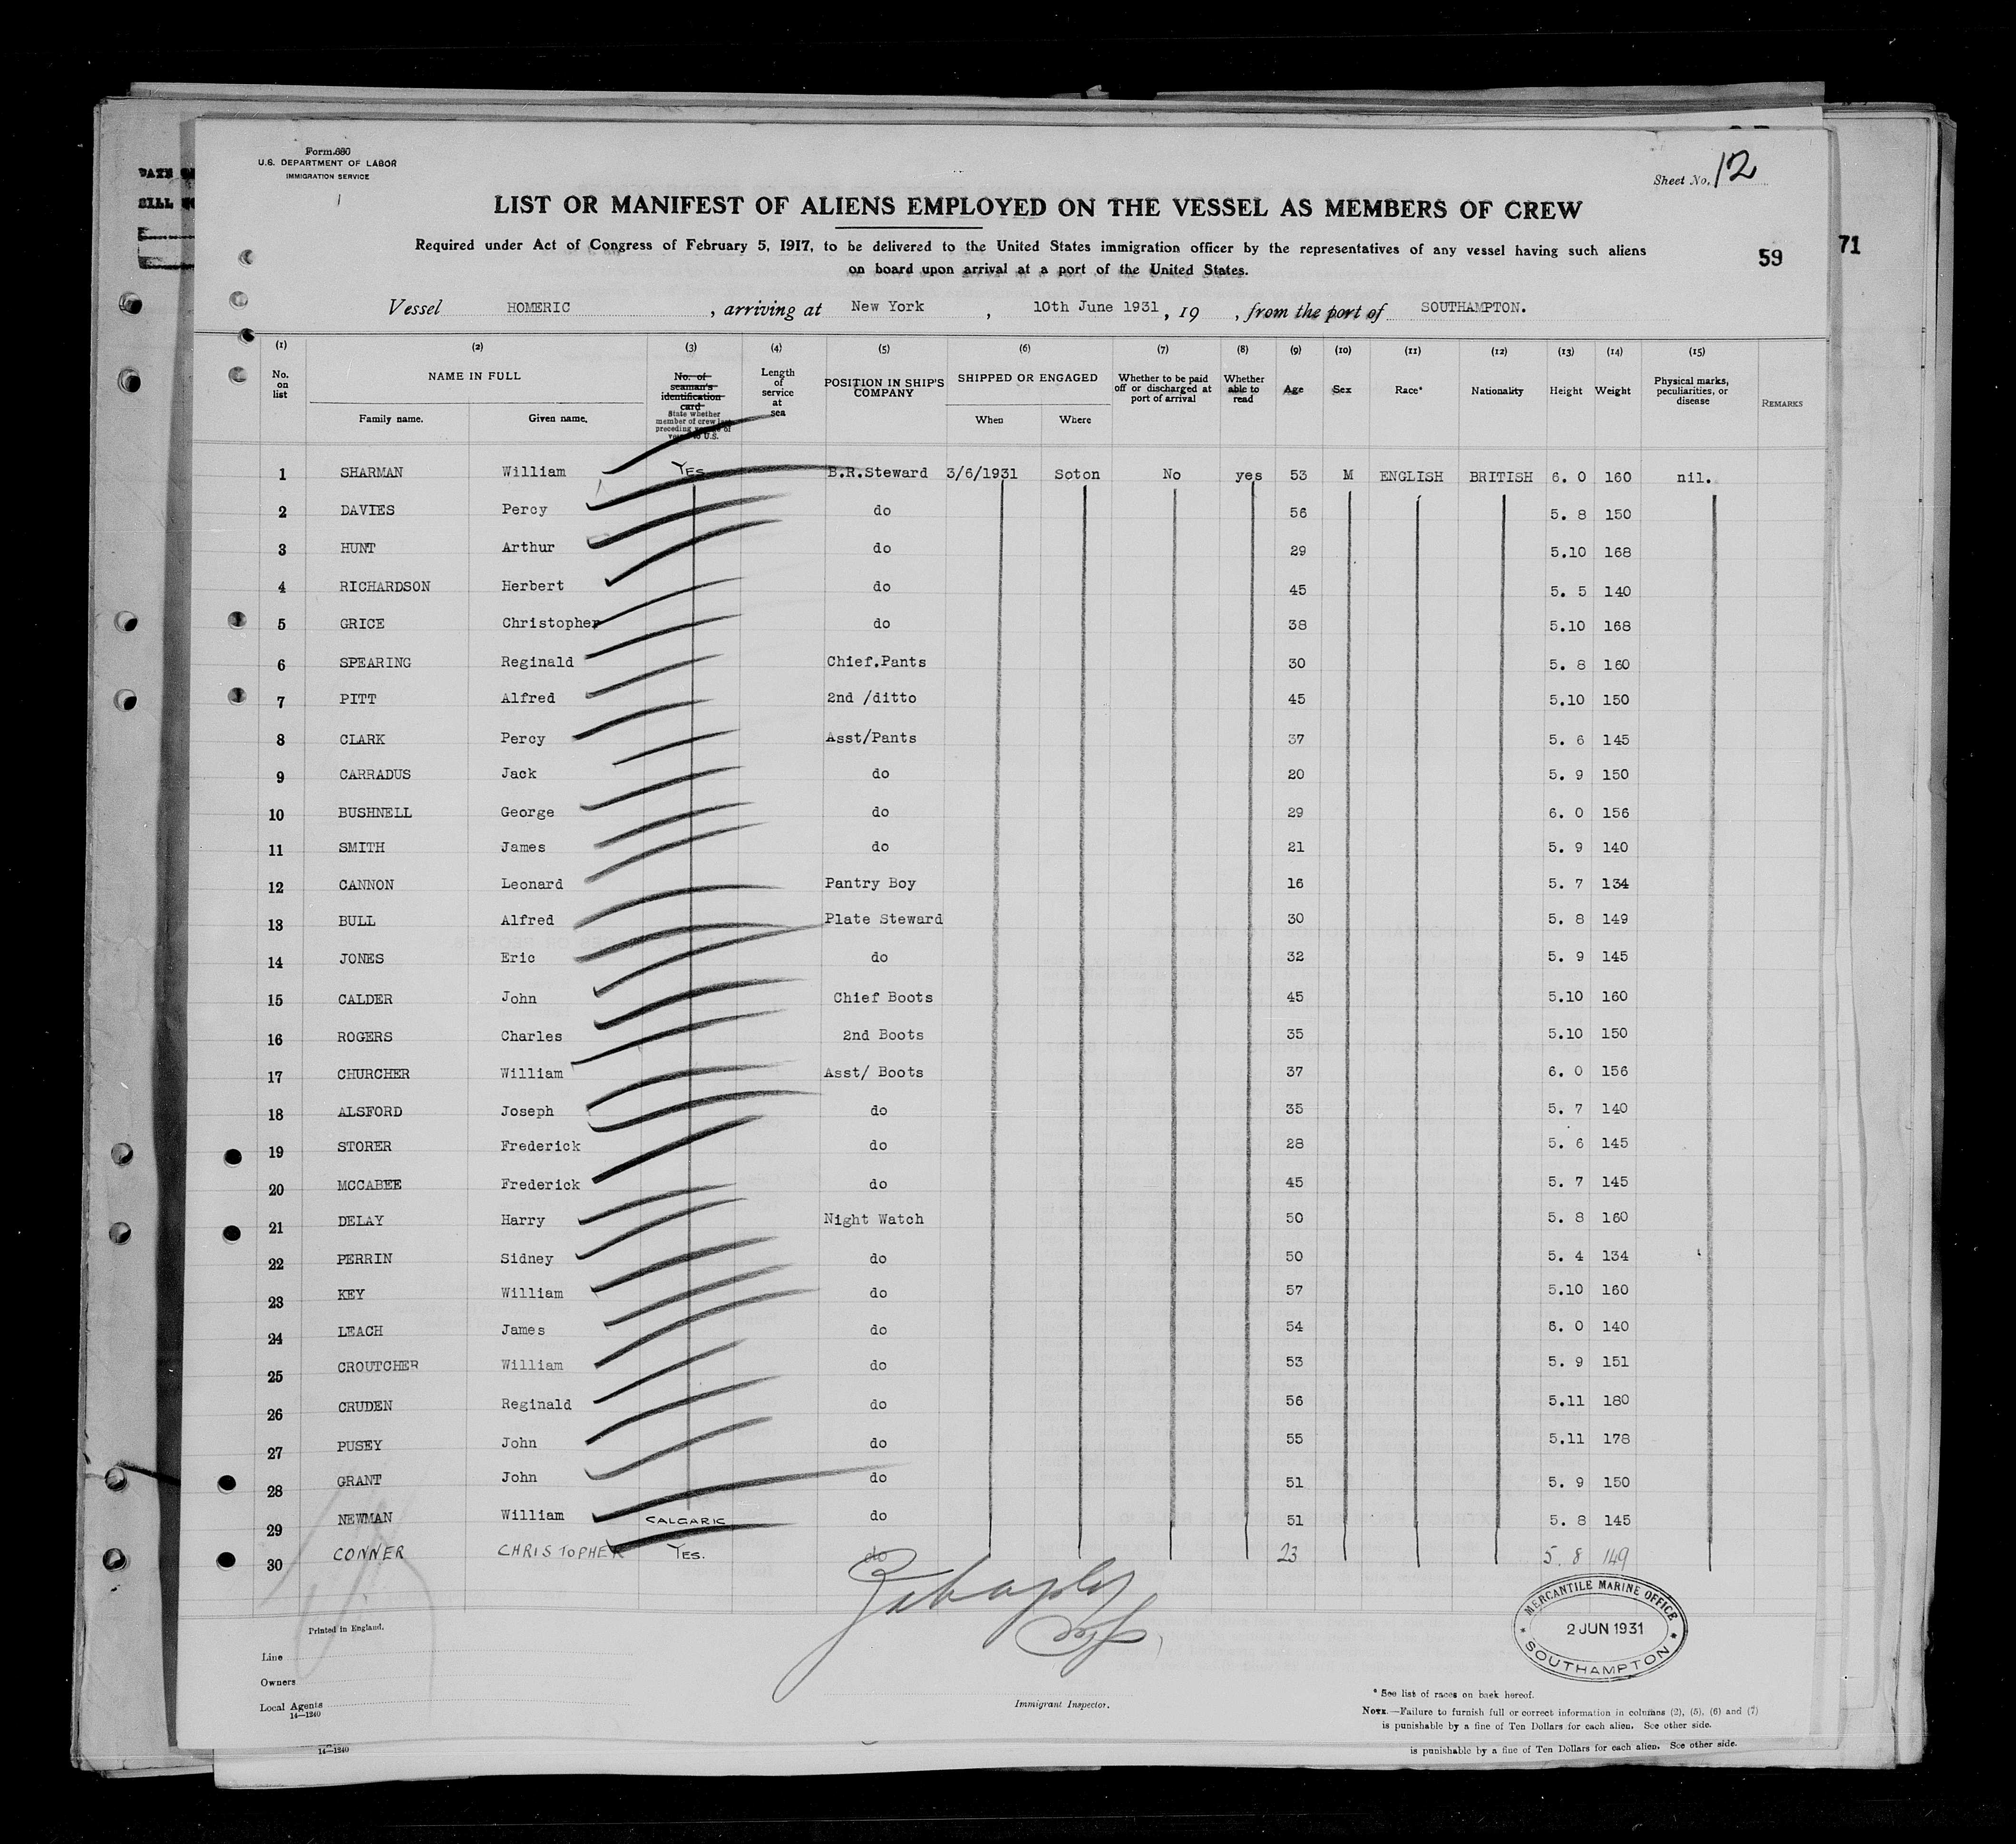 Form 680
U.S. DEPARTMENT OF LABOR
IMMIGRATION SERVICE
Sheet No. 12
LIST OR MANIFEST OF ALIENS EMPLOYED ON THE VESSEL AS MEMBERS OF CREW
Required under Act of Congress of February 5, 1917, to be delivered to the United States immigration officer by the representatives of any vessel having such aliens
on board upon arrival at a port of the United States.
59 71
Vessel HOMERIC , arriving at New York , 10th June 1931, 19 , from the port of SOUTHAMPTON.
(1) (2) (3) (4) (5) (6) (7) (8) (9) (10) (11) (12) (13) (14) (15)
No. on list NAME IN FULL Family name. Given name. No. of seaman's identification card State whether member of crew last preceding voyage of vessel to U.S. Length of service at sea POSITION IN SHIP'S COMPANY SHIPPED OR ENGAGED When Where Whether to be paid off or discharged at port of arrival Whether able to read Age Sex Race* Nationality Height Weight Physical marks, peculiarities, or disease REMARKS
1 SHARMAN William YES B.R.Steward 3/6/1931 Soton No yes 53 M ENGLISH BRITISH 6. 0 160 nil.
2 DAVIES Percy do 56 5. 8 150
3 HUNT Arthur do 29 5.10 168
4 RICHARDSON Herbert do 45 5. 5 140
5 GRICE Christopher do 38 5.10 168
6 SPEARING Reginald Chief.Pants 30 5. 8 160
7 PITT Alfred 2nd /ditto 45 5.10 150
8 CLARK Percy Asst/Pants 37 5. 6 145
9 CARRADUS Jack do 20 5. 9 150
10 BUSHNELL George do 29 6. 0 156
11 SMITH James do 21 5. 9 140
12 CANNON Leonard Pantry Boy 16 5. 7 134
13 BULL Alfred Plate Steward 30 5. 8 149
14 JONES Eric do 32 5. 9 145
15 CALDER John Chief Boots 45 5.10 160
16 ROGERS Charles 2nd Boots 35 5.10 150
17 CHURCHER William Asst/ Boots 37 6. 0 156
18 ALSFORD Joseph do 35 5. 7 140
19 STORER Frederick do 28 5. 6 145
20 MCCABEE Frederick do 45 5. 7 145
21 DELAY Harry Night Watch 50 5. 8 160
22 PERRIN Sidney do 50 5. 4 134
23 KEY William do 57 5.10 160
24 LEACH James do 54 6. 0 140
25 CROUTCHER William do 53 5. 9 151
26 CRUDEN Reginald do 56 5.11 180
27 PUSEY John do 55 5.11 178
28 GRANT John do 51 5. 9 150
29 NEWMAN William CALGARIC do 51 5. 8 145
30 CONNER CHRISTOPHER YES. do 23 5. 8 149
Printed in England.
Line
Owners
Local Agents
14—1240
Immigrant Inspector.
MERCANTILE MARINE OFFICE
2 JUN 1931
SOUTHAMPTON
* See list of races on back hereof.
NOTE.—Failure to furnish full or correct information in columns (2), (5), (6) and (7)
is punishable by a fine of Ten Dollars for each alien. See other side.
14—1240
is punishable by a fine of Ten Dollars for each alien. See other side.